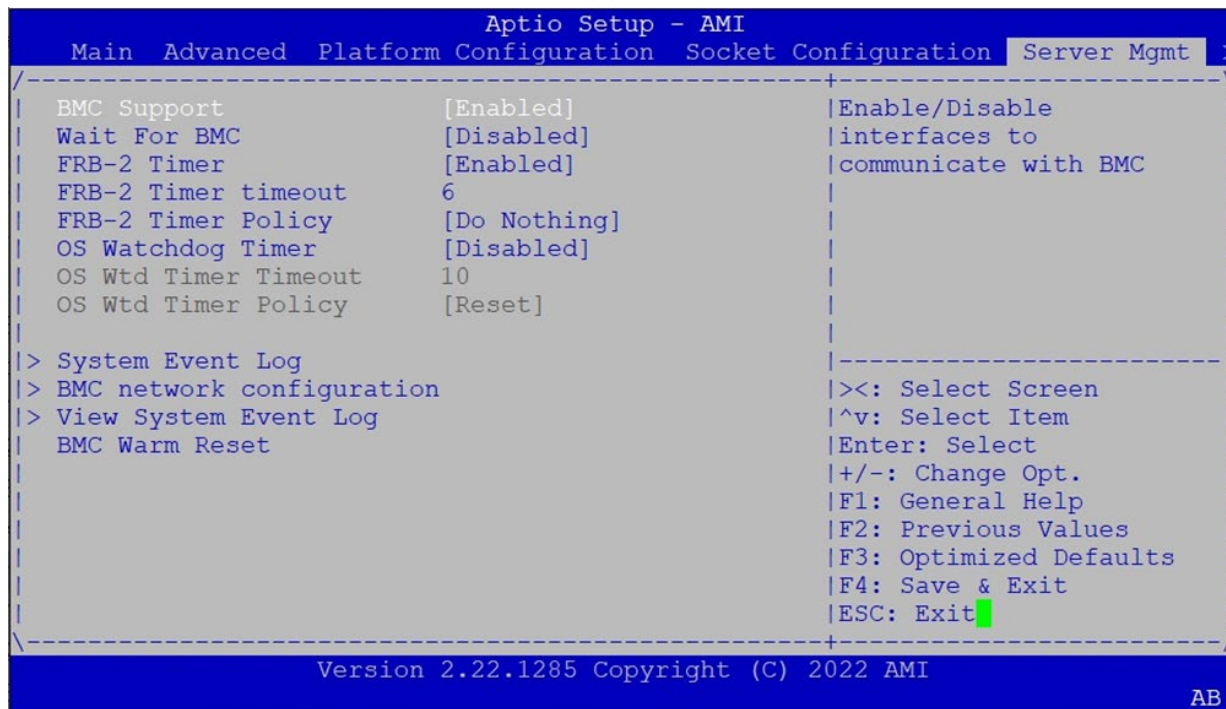 Aptio Setup - AMI
Main Advanced Platform Configuration Socket Configuration Server Mgmt
BMC Support [Enabled]
Wait For BMC [Disabled]
FRB-2 Timer [Enabled]
FRB-2 Timer timeout 6
FRB-2 Timer Policy [Do Nothing]
OS Watchdog Timer [Disabled]
OS Wtd Timer Timeout 10
OS Wtd Timer Policy [Reset]
> System Event Log
> BMC network configuration
> View System Event Log
BMC Warm Reset
Enable/Disable
interfaces to
communicate with BMC
><: Select Screen
^v: Select Item
Enter: Select
+/-: Change Opt.
F1: General Help
F2: Previous Values
F3: Optimized Defaults
F4: Save & Exit
ESC: Exit
Version 2.22.1285 Copyright (C) 2022 AMI
AB